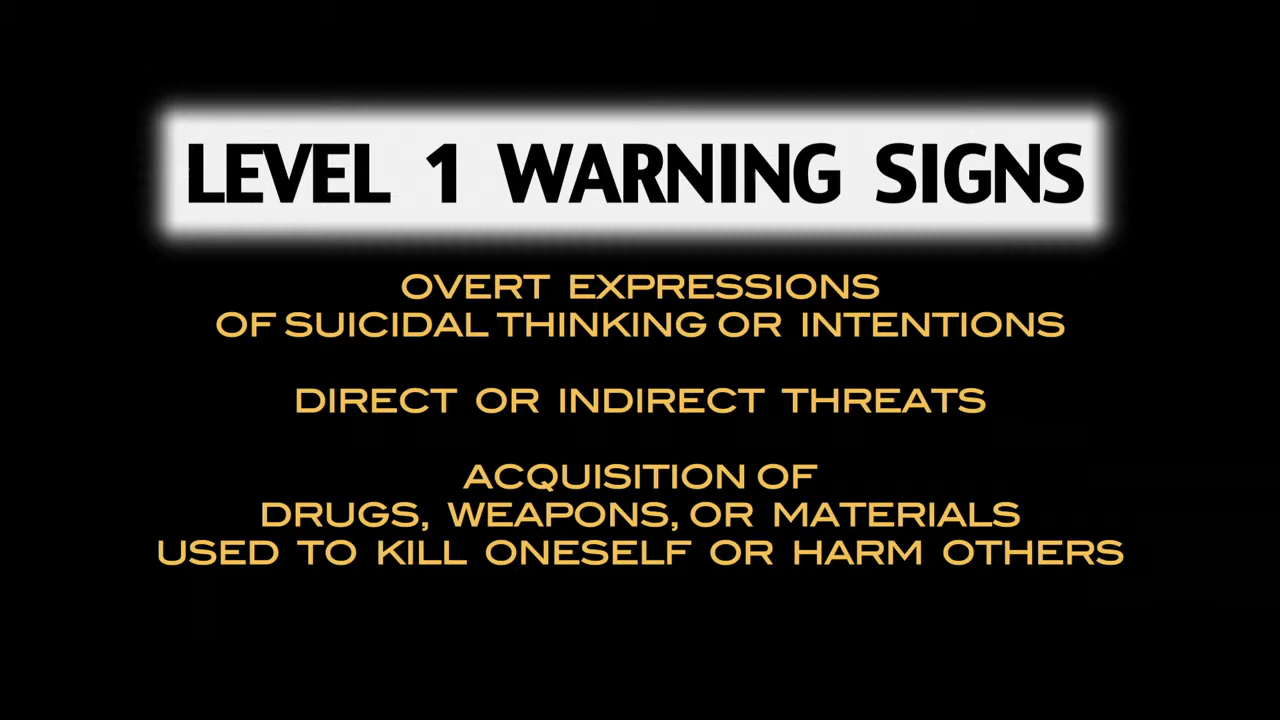 LEVEL 1 WARNING SIGNS
OVERT EXPRESSIONS
OF SUICIDAL THINKING OR INTENTIONS
DIRECT OR INDIRECT THREATS
ACQUISITION OF
DRUGS, WEAPONS, OR MATERIALS
USED TO KILL ONESELF OR HARM OTHERS